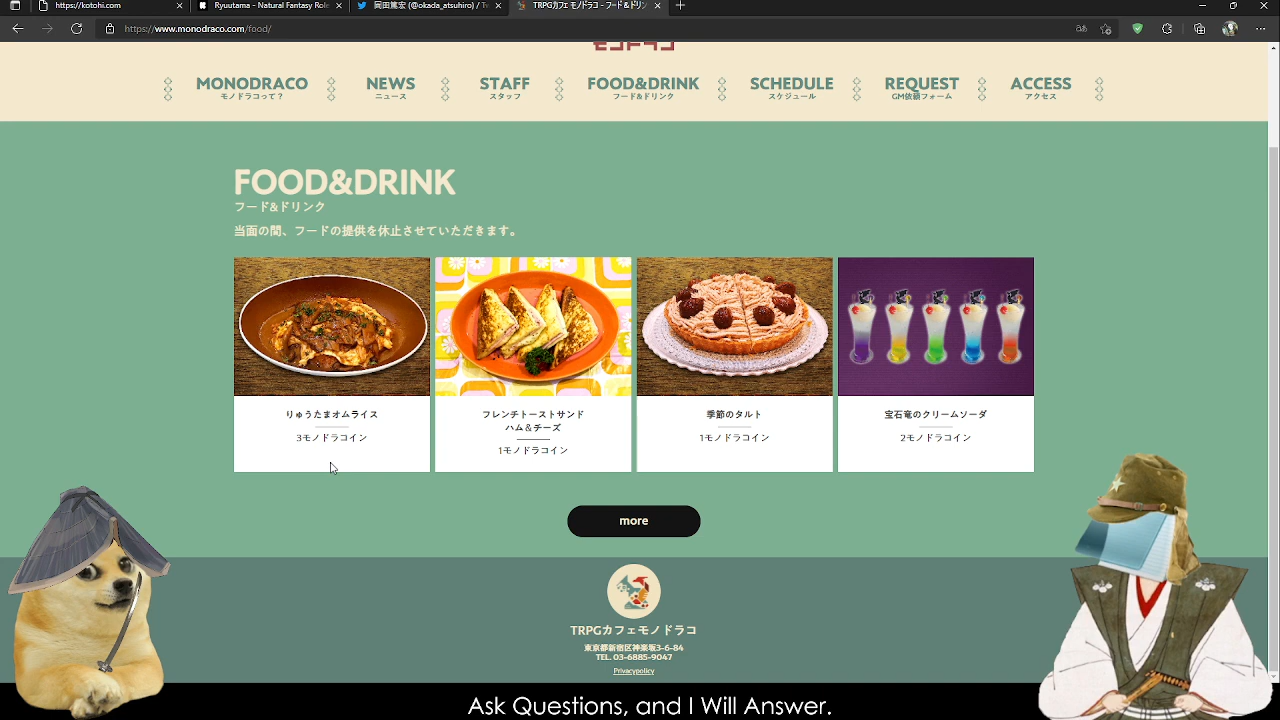 https://totoh.com
Ryuutama - Natural Role
岡田篤宏 (@okada_atsuhiro) / Tw
TRPGカフェモノドラコ - フード/ドリン
https://www.monodraco.com/food/
モノドラコ
MONODRACO
モノドラコって？
NEWS
ニュース
STAFF
スタッフ
FOOD&DRINK
フード&ドリンク
SCHEDULE
スケジュール
REQUEST
GM依頼フォーム
ACCESS
アクセス
FOOD&DRINK
フード&ドリンク
当面の間、フードの提供を休止させていただきます。
りゅうたまオムライス
3モノドラコイン
フレンチトーストサンド
ハム＆チーズ
1モノドラコイン
季節のタルト
1モノドラコイン
宝石竜のクリームソーダ
2モノドラコイン
more
TRPGカフェモノドラコ
東京都新宿区神楽坂3-6-84
TEL. 03-6885-9047
Privacypolicy
Ask Questions, and I Will Answer.